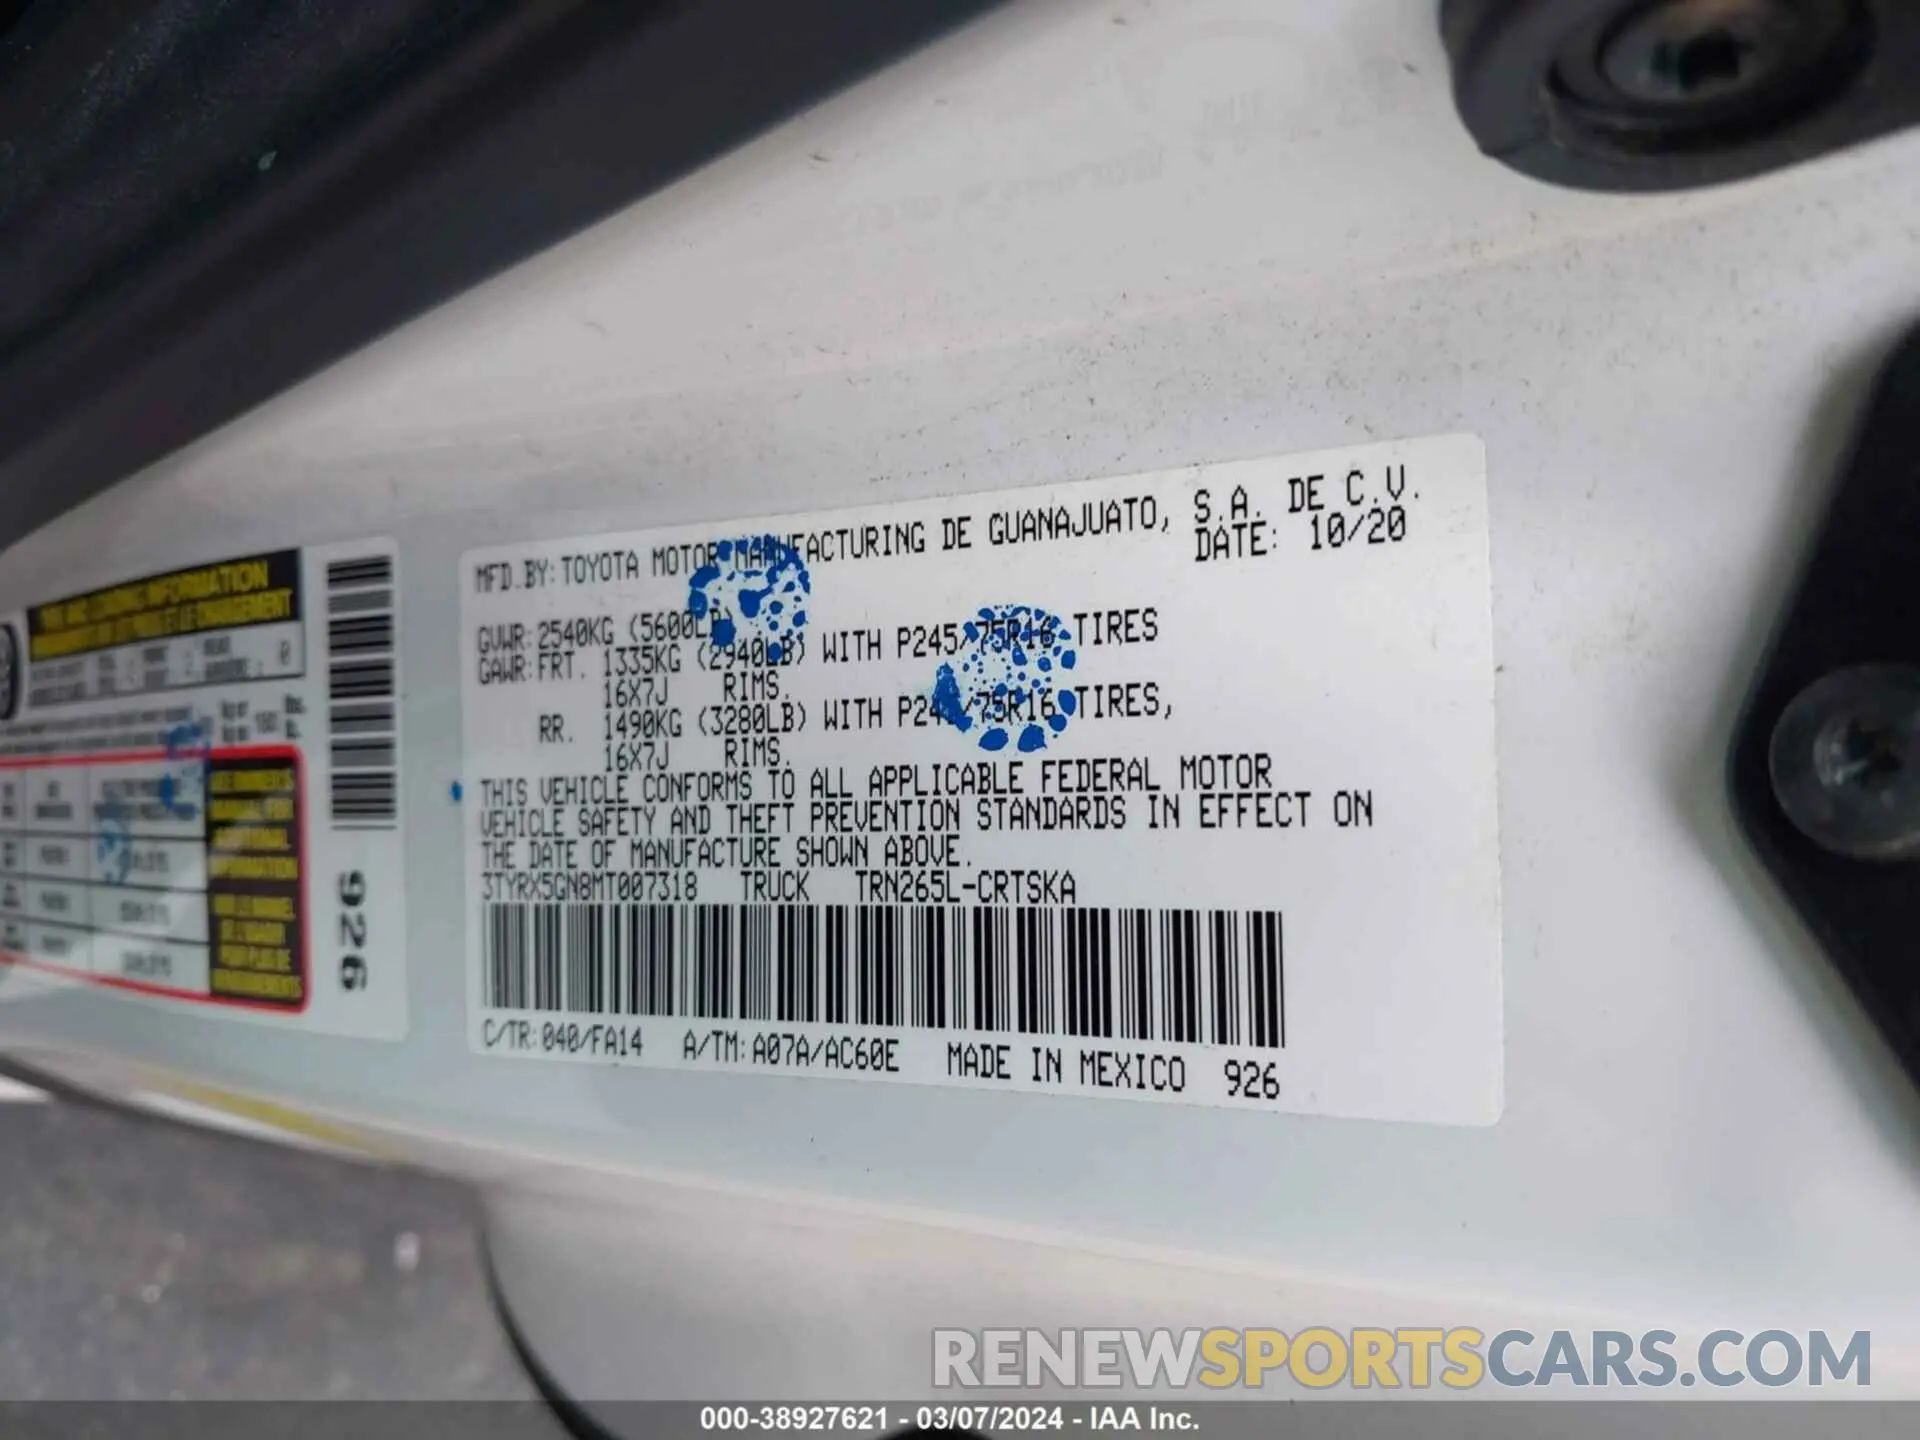 MFD.BY:TOYOTA MOTOR MANUFACTURING DE GUANAJUATO, S.A. DE C.V.
DATE: 10/20
GVWR:2540KG (5600LB)
GAWR:FRT. 1335KG (2940LB) WITH P245/75R16 TIRES
16X7J RIMS.
RR. 1490KG (3280LB) WITH P245/75R16 TIRES,
16X7J RIMS.
THIS VEHICLE CONFORMS TO ALL APPLICABLE FEDERAL MOTOR
VEHICLE SAFETY AND THEFT PREVENTION STANDARDS IN EFFECT ON
THE DATE OF MANUFACTURE SHOWN ABOVE.
3TYRX5GN8MT007318 TRUCK TRN265L-CRTSKA
C/TR:040/FA14 A/TM:A07A/AC60E MADE IN MEXICO 926
926
TIRE AND LOADING INFORMATION
RENEWSPORTSCARS.COM
000-38927621 - 03/07/2024 - IAA Inc.